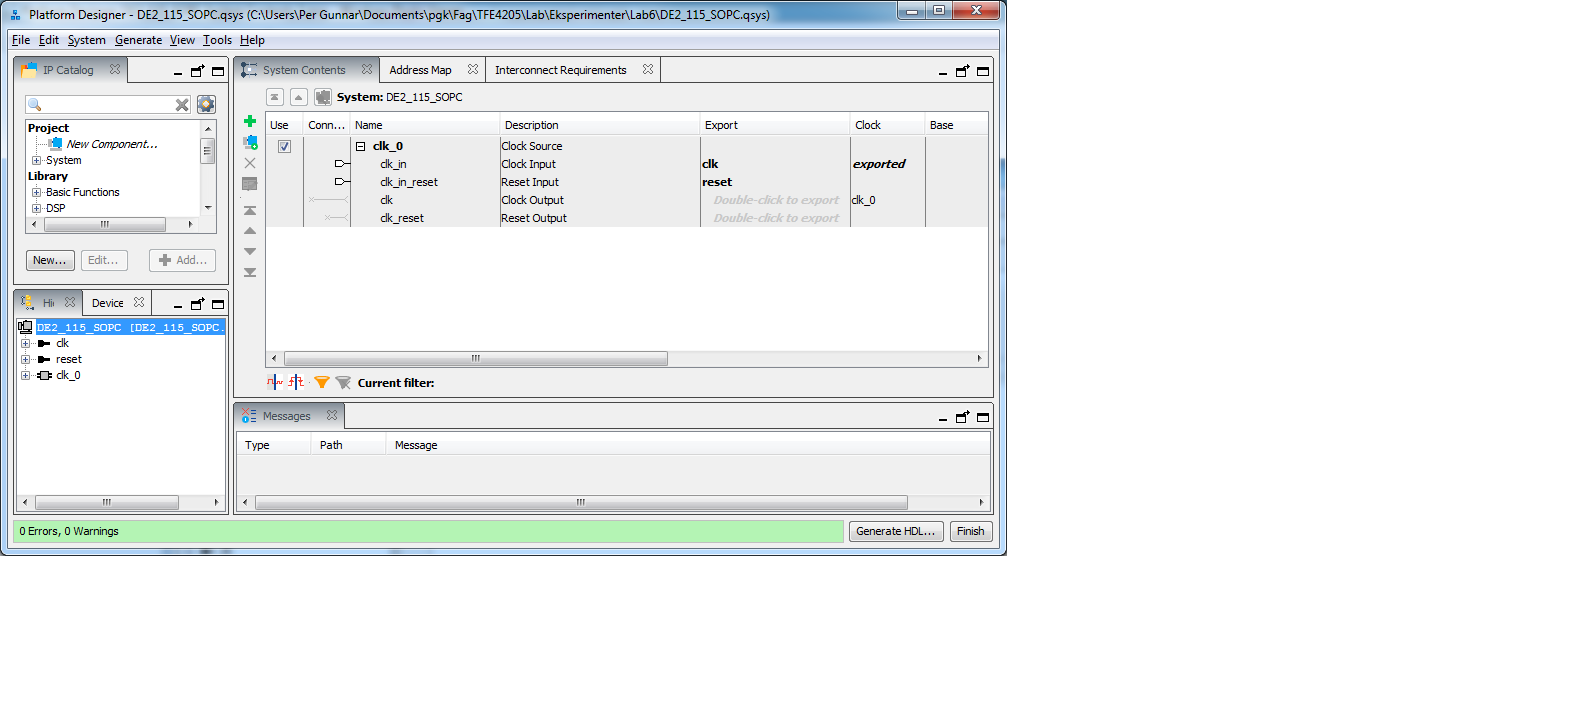 Platform Designer - DE2_115_SOPC.qsys (C:\Users\Per Gunnar\Documents\pgk\Fag\TFE4205\Lab\Eksperimenter\Lab6\DE2_115_SOPC.qsys)
File Edit System Generate View Tools Help
IP Catalog
Project
New Component...
System
Library
Basic Functions
DSP
New... Edit... Add...
Hi Device
DE2_115_SOPC [DE2_115_SOPC.
clk
reset
clk_0
System Contents Address Map Interconnect Requirements
System: DE2_115_SOPC
Use Conn... Name Description Export Clock Base
clk_0 Clock Source
clk_in Clock Input clk exported
clk_in_reset Reset Input reset
clk Clock Output Double-click to export clk_0
clk_reset Reset Output Double-click to export
Current filter:
Messages
Type Path Message
0 Errors, 0 Warnings
Generate HDL... Finish